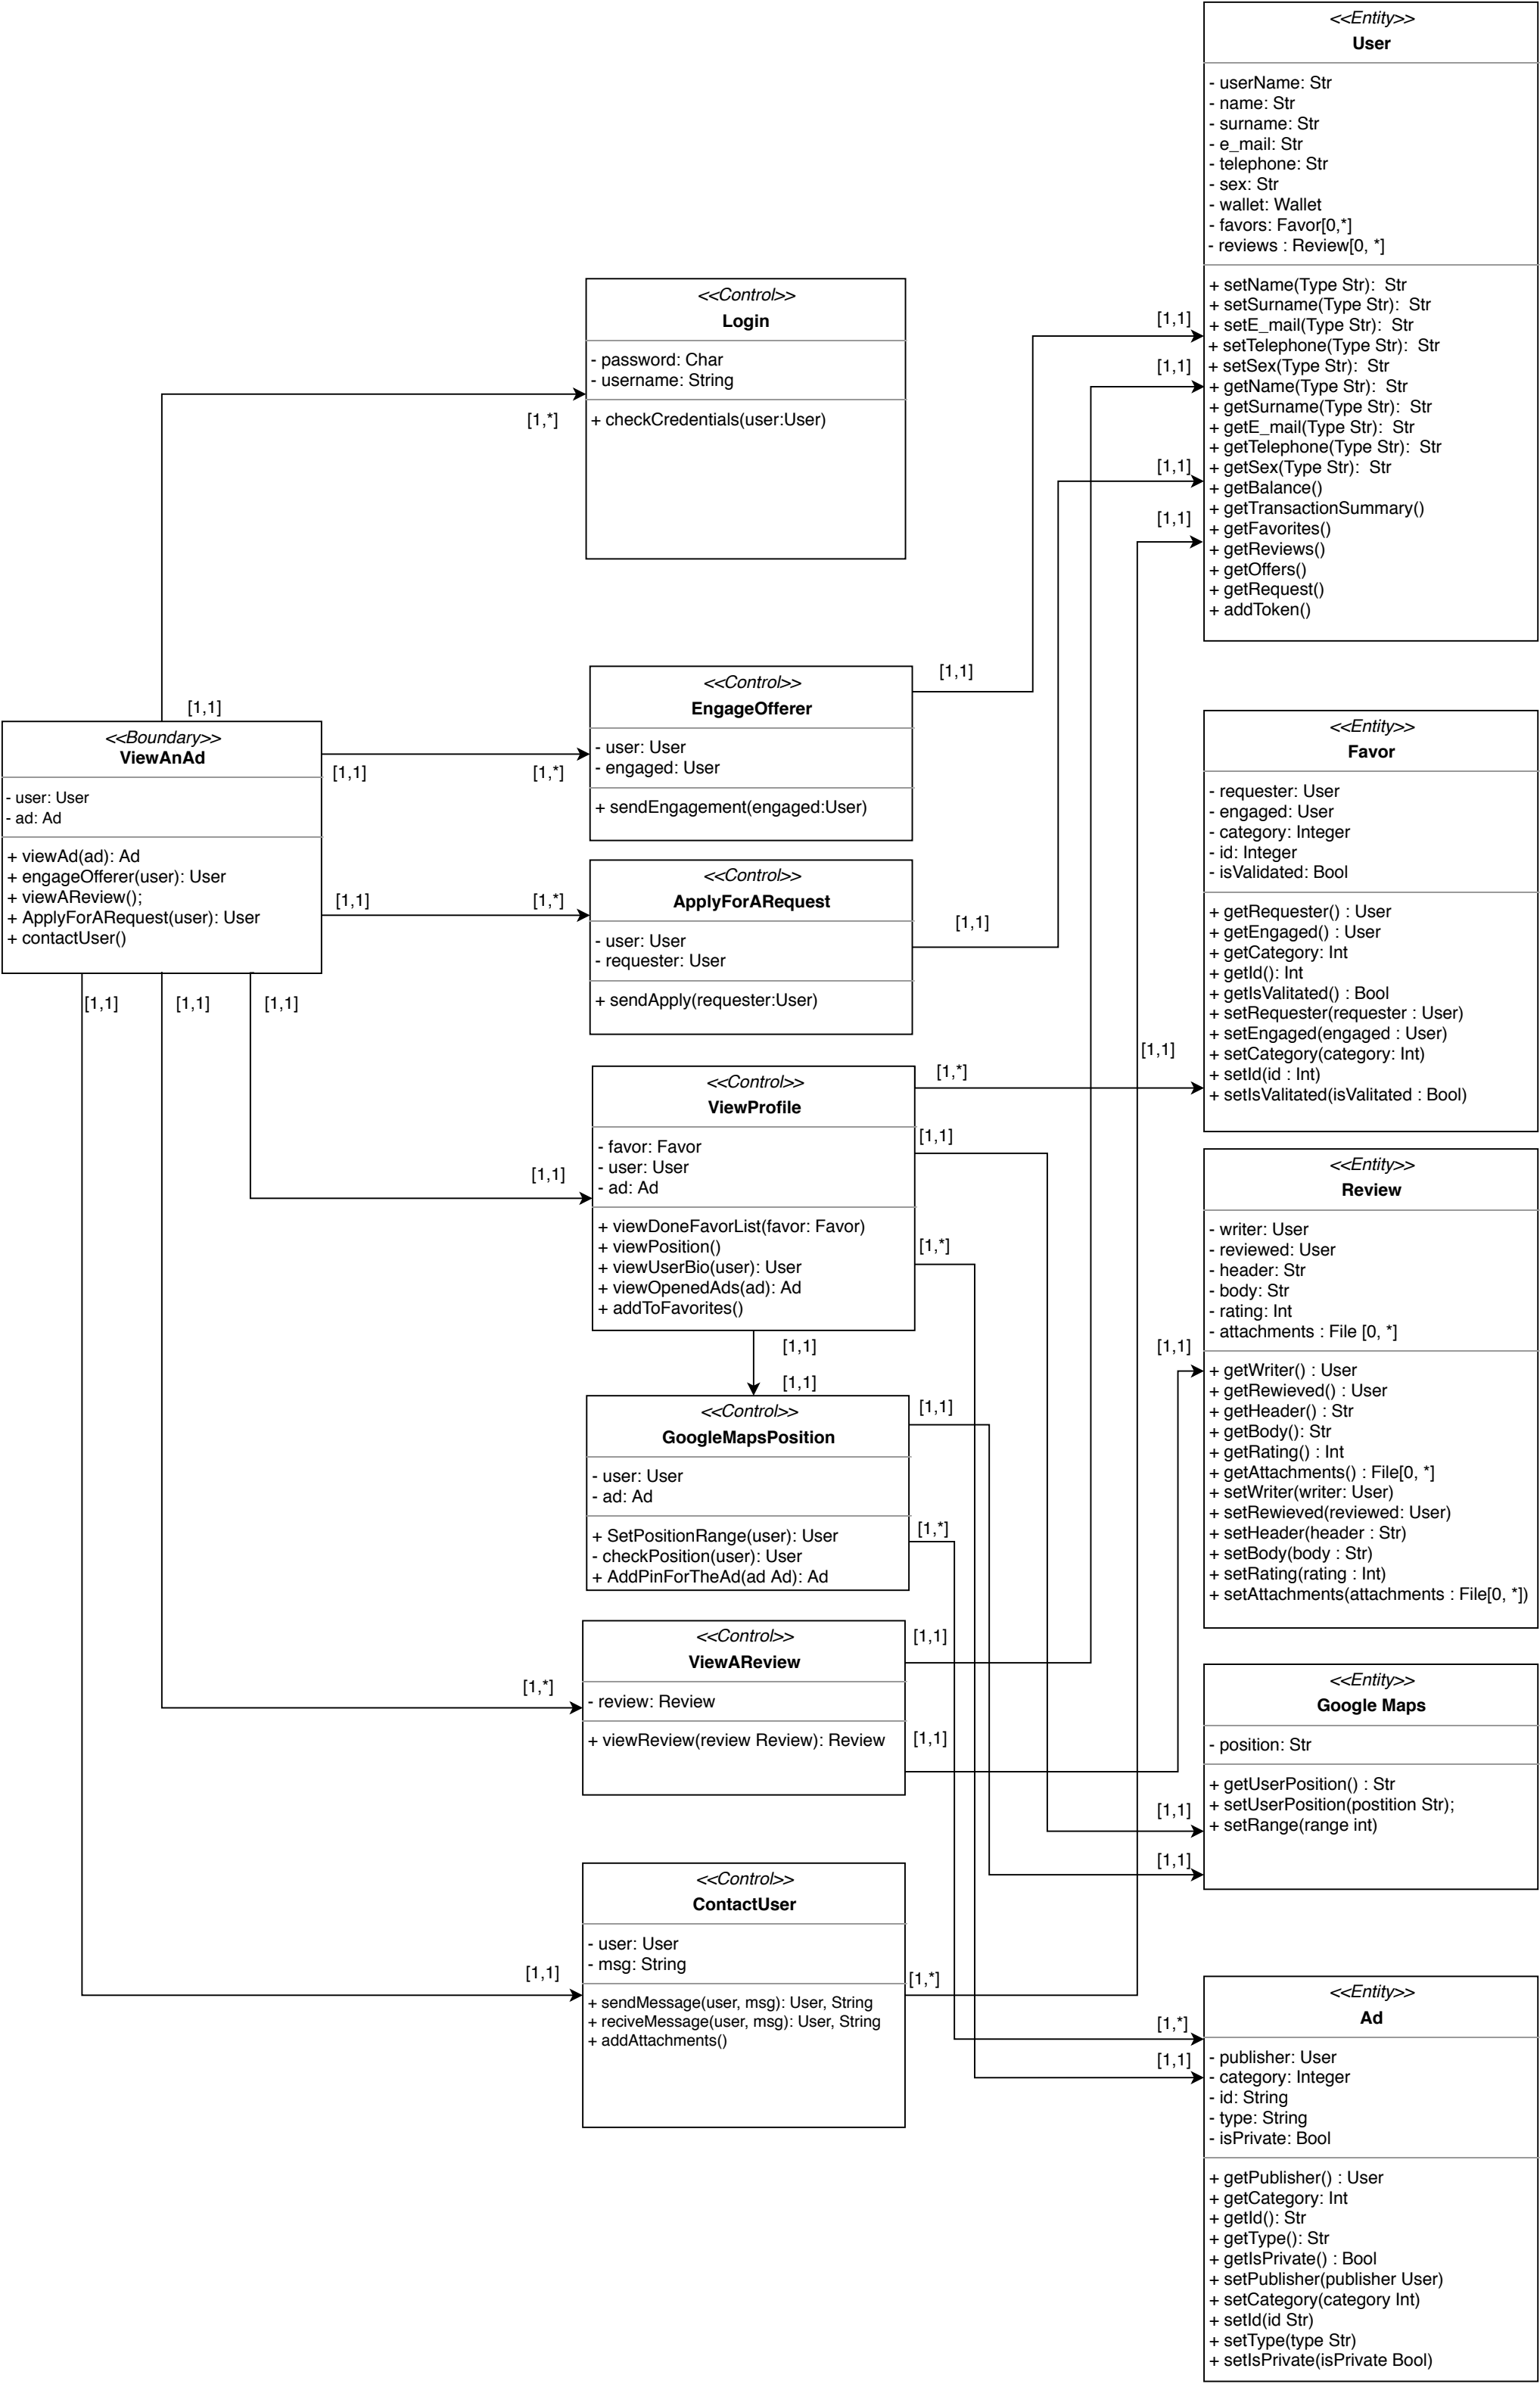 <<Entity>>
User
- userName: Str
- name: Str
- surname: Str
- e_mail: Str
- telephone: Str
- sex: Str
- wallet: Wallet
- favors: Favor[0,*]
- reviews : Review[0, *]
+ setName(Type Str):  Str
+ setSurname(Type Str):  Str
+ setE_mail(Type Str):  Str
+ setTelephone(Type Str):  Str
+ setSex(Type Str):  Str
+ getName(Type Str):  Str
+ getSurname(Type Str):  Str
+ getE_mail(Type Str):  Str
+ getTelephone(Type Str):  Str
+ getSex(Type Str):  Str
+ getBalance()
+ getTransactionSummary()
+ getFavorites()
+ getReviews()
+ getOffers()
+ getRequest()
+ addToken()
[1,1]
[1,1]
[1,1]
[1,1]
<<Control>>
Login
- password: Char
- username: String
+ checkCredentials(user:User)
[1,*]
[1,1]
<<Boundary>>
ViewAnAd
- user: User
- ad: Ad
+ viewAd(ad): Ad
+ engageOfferer(user): User
+ viewAReview();
+ ApplyForARequest(user): User
+ contactUser()
[1,1]
[1,*]
[1,1]
[1,*]
[1,1]
[1,1]
[1,1]
<<Control>>
EngageOfferer
- user: User
- engaged: User
+ sendEngagement(engaged:User)
[1,1]
<<Control>>
ApplyForARequest
- user: User
- requester: User
+ sendApply(requester:User)
[1,1]
<<Entity>>
Favor
- requester: User
- engaged: User
- category: Integer
- id: Integer
- isValidated: Bool
+ getRequester() : User
+ getEngaged() : User
+ getCategory: Int
+ getId(): Int
+ getIsValitated() : Bool
+ setRequester(requester : User)
+ setEngaged(engaged : User)
+ setCategory(category: Int)
+ setId(id : Int)
+ setIsValitated(isValitated : Bool)
[1,1]
<<Control>>
ViewProfile
- favor: Favor
- user: User
- ad: Ad
+ viewDoneFavorList(favor: Favor)
+ viewPosition()
+ viewUserBio(user): User
+ viewOpenedAds(ad): Ad
+ addToFavorites()
[1,1]
[1,*]
[1,1]
[1,*]
[1,1]
[1,1]
<<Entity>>
Review
- writer: User
- reviewed: User
- header: Str
- body: Str
- rating: Int
- attachments : File [0, *]
+ getWriter() : User
+ getRewieved() : User
+ getHeader() : Str
+ getBody(): Str
+ getRating() : Int
+ getAttachments() : File[0, *]
+ setWriter(writer: User)
+ setRewieved(reviewed: User)
+ setHeader(header : Str)
+ setBody(body : Str)
+ setRating(rating : Int)
+ setAttachments(attachments : File[0, *])
[1,1]
<<Control>>
GoogleMapsPosition
- user: User
- ad: Ad
+ SetPositionRange(user): User
- checkPosition(user): User
+ AddPinForTheAd(ad Ad): Ad
[1,1]
[1,*]
<<Control>>
ViewAReview
- review: Review
+ viewReview(review Review): Review
[1,*]
[1,1]
[1,1]
<<Entity>>
Google Maps
- position: Str
+ getUserPosition() : Str
+ setUserPosition(postition Str);
+ setRange(range int)
[1,1]
[1,1]
<<Control>>
ContactUser
- user: User
- msg: String
+ sendMessage(user, msg): User, String
+ reciveMessage(user, msg): User, String
+ addAttachments()
[1,1]
[1,*]
<<Entity>>
Ad
- publisher: User
- category: Integer
- id: String
- type: String
- isPrivate: Bool
+ getPublisher() : User
+ getCategory: Int
+ getId(): Str
+ getType(): Str
+ getIsPrivate() : Bool
+ setPublisher(publisher User)
+ setCategory(category Int)
+ setId(id Str)
+ setType(type Str)
+ setIsPrivate(isPrivate Bool)
[1,*]
[1,1]